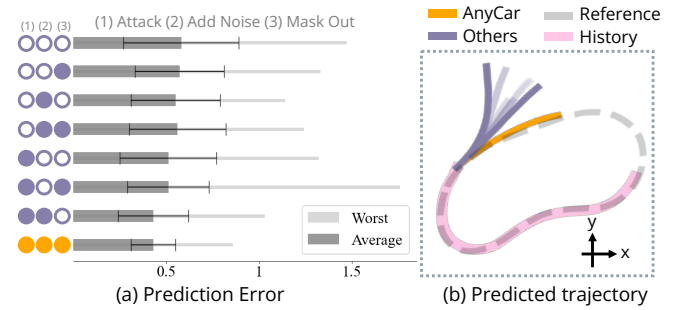 (1) (2) (3) (1) Attack (2) Add Noise (3) Mask Out
Worst
Average
0.5 1 1.5
(a) Prediction Error
AnyCar Reference
Others History
y
x
(b) Predicted trajectory